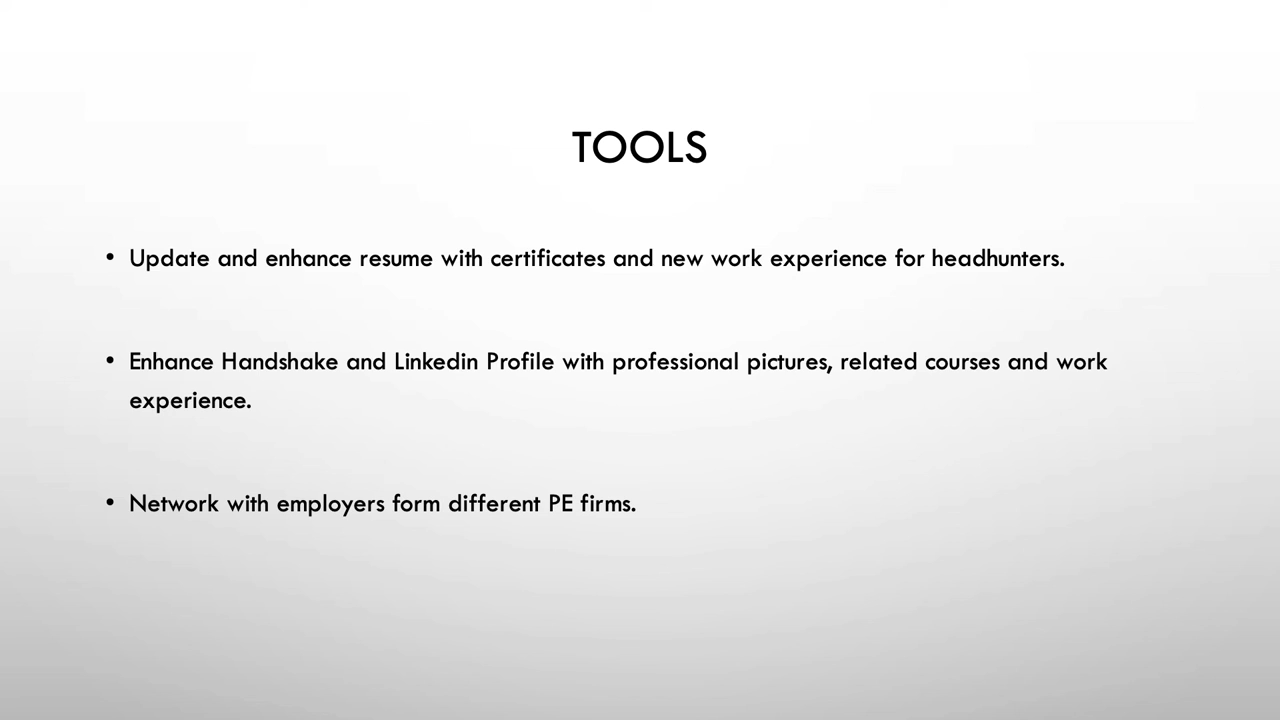 TOOLS
• Update and enhance resume with certificates and new work experience for headhunters.
• Enhance Handshake and Linkedin Profile with professional pictures, related courses and work
experience.
• Network with employers form different PE firms.